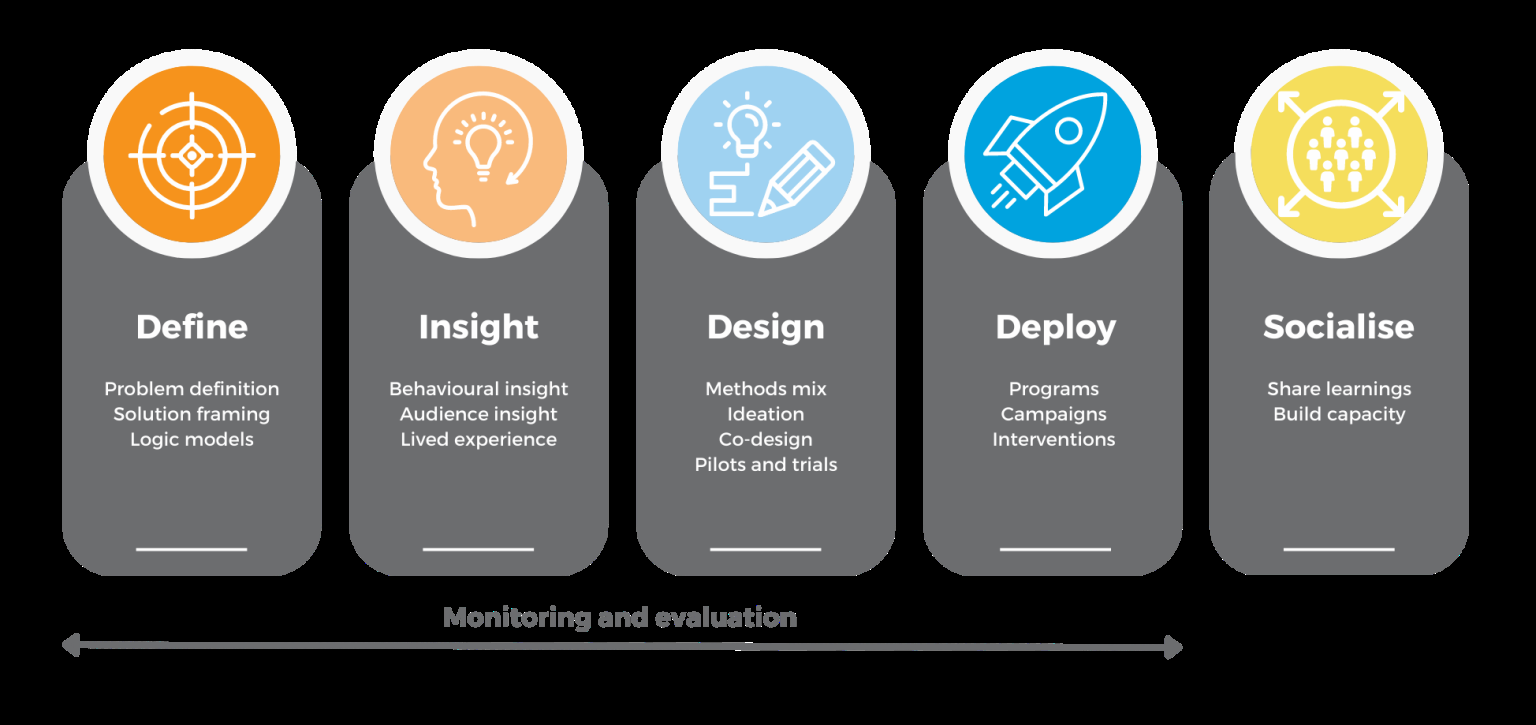 Define
Problem definition
Solution framing
Logic models
Insight
Behavioural insight
Audience insight
Lived experience
Design
Methods mix
Ideation
Co-design
Pilots and trials
Deploy
Programs
Campaigns
Interventions
Socialise
Share learnings
Build capacity
Monitoring and evaluation